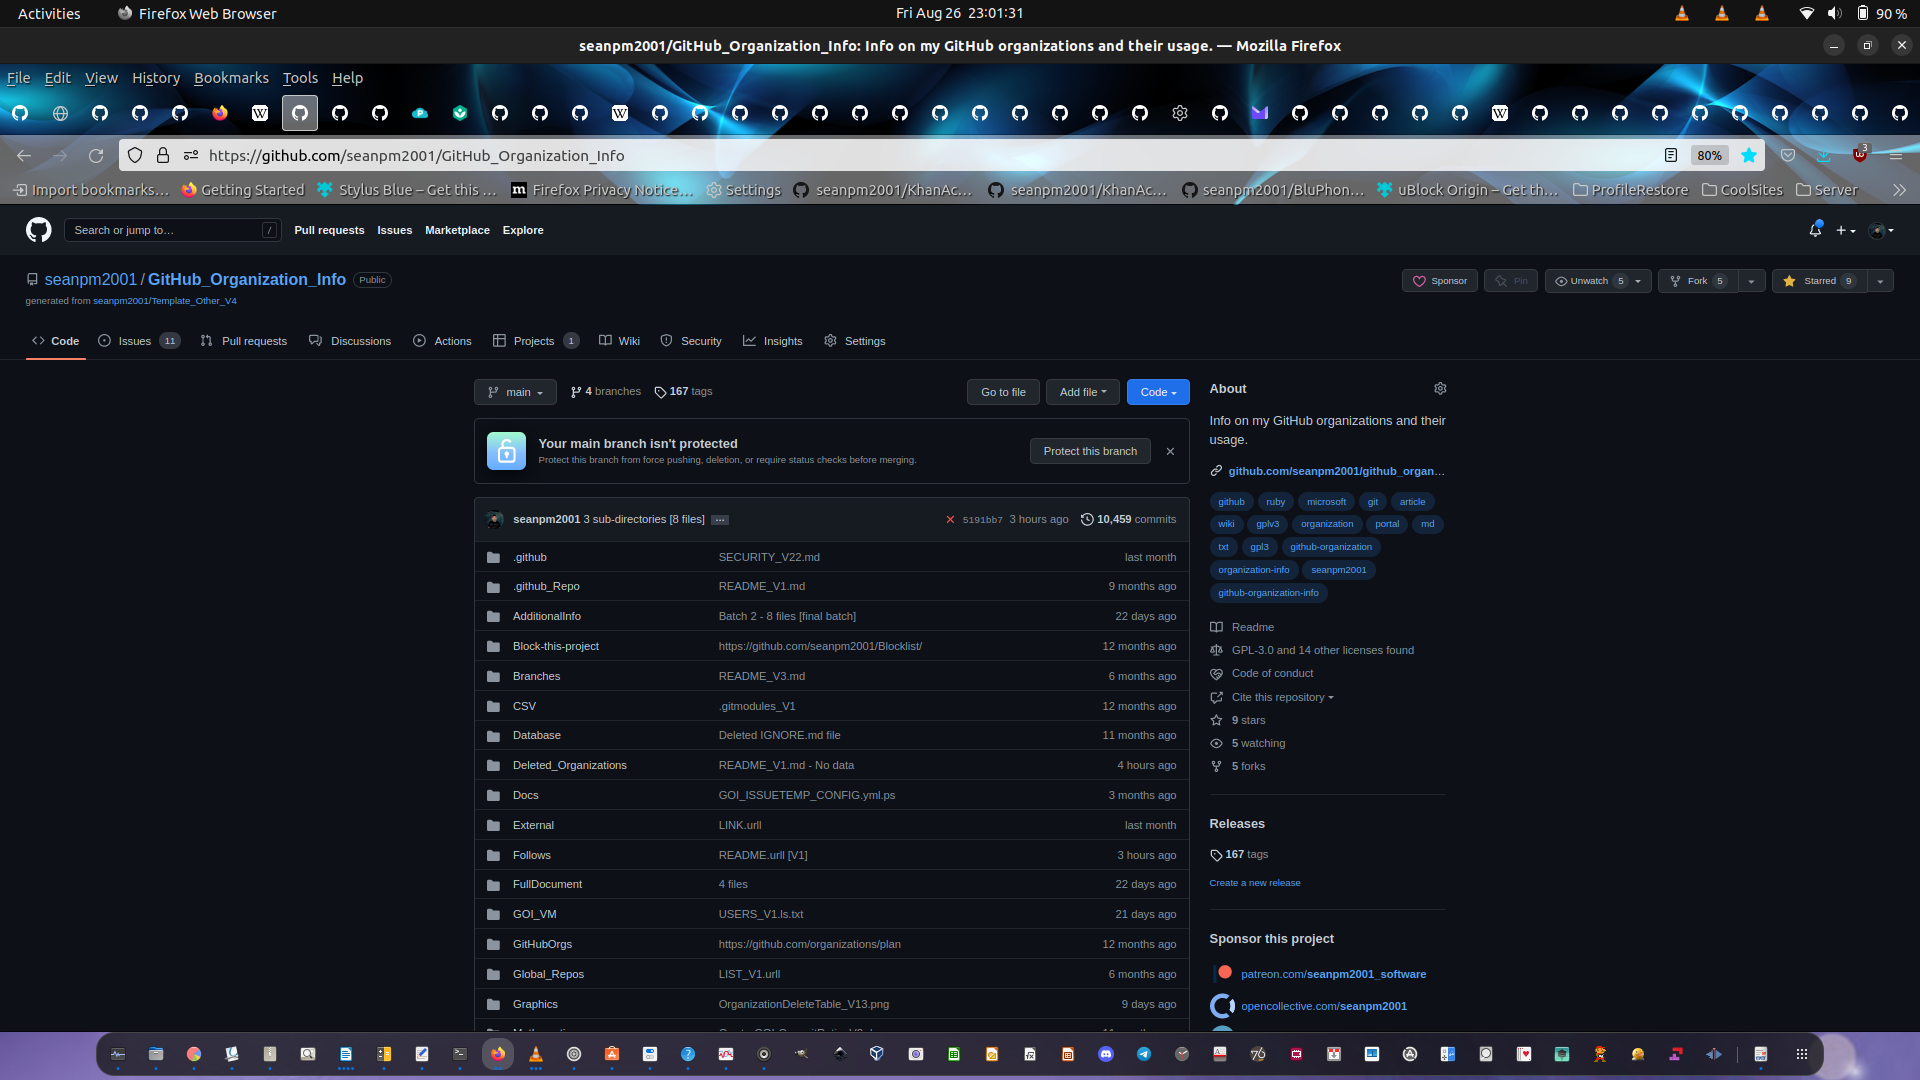 Activities
Firefox Web Browser
Fri Aug 26 23:01:31
90 %
seanpm2001/GitHub_Organization_Info: Info on my GitHub organizations and their usage. — Mozilla Firefox
File Edit View History Bookmarks Tools Help
https://github.com/seanpm2001/GitHub_Organization_Info
80%
3
Import bookmarks… Getting Started Stylus Blue – Get this … Firefox Privacy Notice… Settings seanpm2001/KhanAc… seanpm2001/KhanAc… seanpm2001/BluPhon… uBlock Origin – Get th… ProfileRestore CoolSites Server
Search or jump to… /
Pull requests Issues Marketplace Explore
seanpm2001 / GitHub_Organization_Info Public
generated from seanpm2001/Template_Other_V4
Sponsor Pin Unwatch 5 Fork 5 Starred 9
Code Issues 11 Pull requests Discussions Actions Projects 1 Wiki Security Insights Settings
main 4 branches 167 tags
Go to file Add file Code
Your main branch isn't protected
Protect this branch from force pushing, deletion, or require status checks before merging.
Protect this branch
seanpm2001 3 sub-directories [8 files] … 5191bb7 3 hours ago 10,459 commits
.github SECURITY_V22.md last month
.github_Repo README_V1.md 9 months ago
AdditionalInfo Batch 2 - 8 files [final batch] 22 days ago
Block-this-project https://github.com/seanpm2001/Blocklist/ 12 months ago
Branches README_V3.md 6 months ago
CSV .gitmodules_V1 12 months ago
Database Deleted IGNORE.md file 11 months ago
Deleted_Organizations README_V1.md - No data 4 hours ago
Docs GOI_ISSUETEMP_CONFIG.yml.ps 3 months ago
External LINK.urll last month
Follows README.urll [V1] 3 hours ago
FullDocument 4 files 22 days ago
GOI_VM USERS_V1.ls.txt 21 days ago
GitHubOrgs https://github.com/organizations/plan 12 months ago
Global_Repos LIST_V1.urll 6 months ago
Graphics OrganizationDeleteTable_V13.png 9 days ago
About
Info on my GitHub organizations and their
usage.
github.com/seanpm2001/github_organ…
github ruby microsoft git article
wiki gplv3 organization portal md
txt gpl3 github-organization
organization-info seanpm2001
github-organization-info
Readme
GPL-3.0 and 14 other licenses found
Code of conduct
Cite this repository
9 stars
5 watching
5 forks
Releases
167 tags
Create a new release
Sponsor this project
patreon.com/seanpm2001_software
opencollective.com/seanpm2001